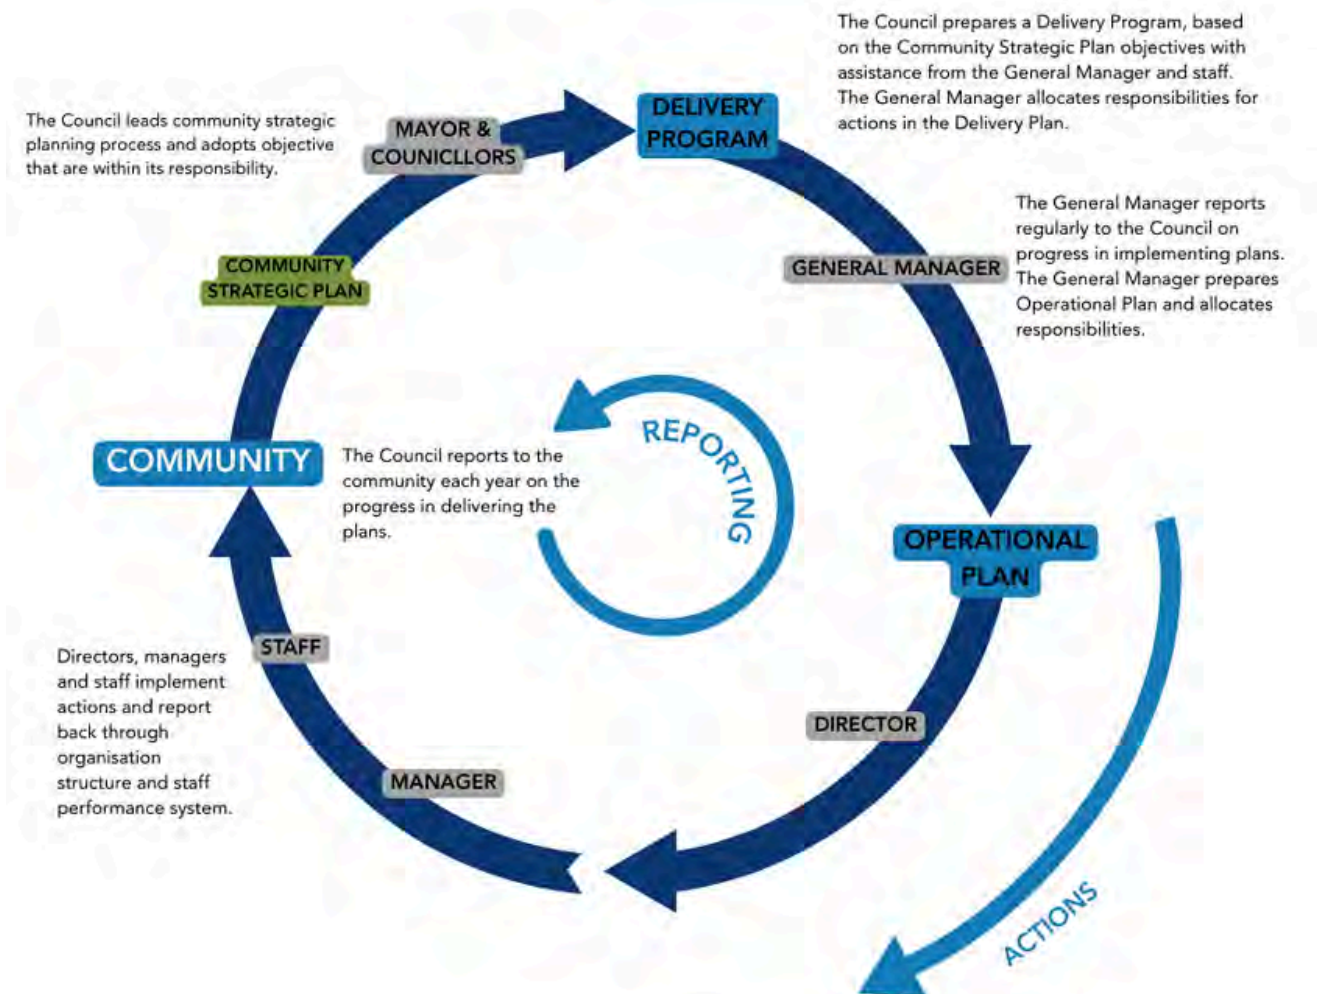 The Council prepares a Delivery Program, based
on the Community Strategic Plan objectives with
assistance from the General Manager and staff.
The General Manager allocates responsibilities for
actions in the Delivery Plan.
The Council leads community strategic
planning process and adopts objective
that are within its responsibility.
MAYOR &
COUNICLLORS
DELIVERY
PROGRAM
The General Manager reports
regularly to the Council on
progress in implementing plans.
The General Manager prepares
Operational Plan and allocates
responsibilities.
GENERAL MANAGER
COMMUNITY
STRATEGIC PLAN
COMMUNITY
The Council reports to the
community each year on the
progress in delivering the
plans.
REPORTING
OPERATIONAL
PLAN
STAFF
Directors, managers
and staff implement
actions and report
back through
organisation
structure and staff
performance system.
DIRECTOR
MANAGER
ACTIONS